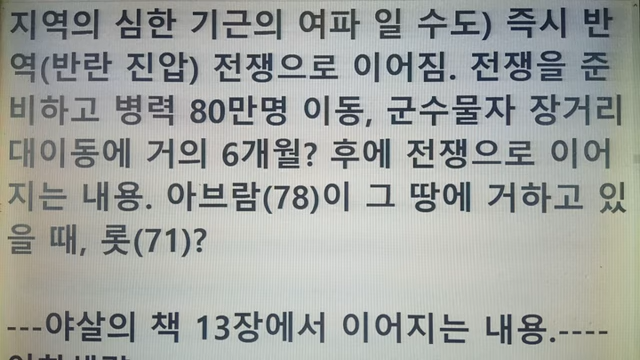 지역의 심한 기근의 여파 일 수도) 즉시 반
역(반란 진압) 전쟁으로 이어짐. 전쟁을 준
비하고 병력 80만명 이동, 군수물자 장거리
대이동에 거의 6개월? 후에 전쟁으로 이어
지는 내용. 아브람(78)이 그 땅에 거하고 있
을 때, 롯(71)?
---야살의 책 13장에서 이어지는 내용.----